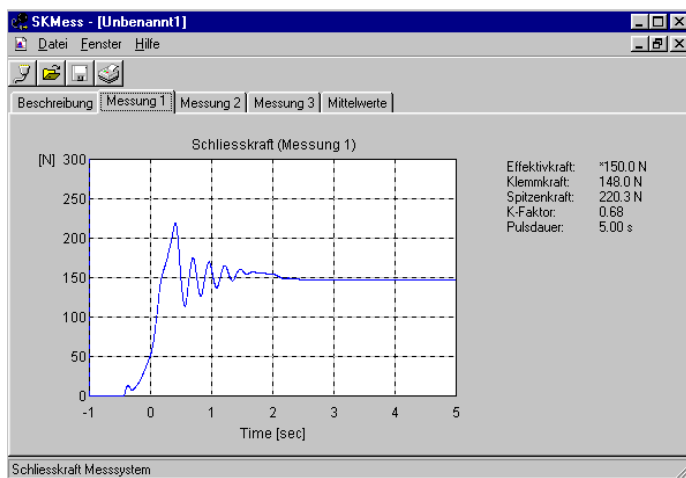 SKMess - [Unbenannt1]
Datei Fenster Hilfe
Beschreibung Messung 1 Messung 2 Messung 3 Mittelwerte
Schliesskraft (Messung 1)
[N] 300
250
200
150
100
50
0
-1 0 1 2 3 4 5
Time [sec]
Effektivkraft: *150.0 N
Klemmkraft: 148.0 N
Spitzenkraft: 220.3 N
K-Faktor: 0.68
Pulsdauer: 5.00 s
Schliesskraft Messsystem